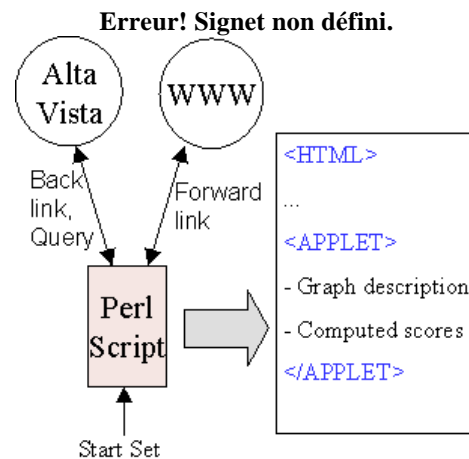 Erreur! Signet non défini.
Alta
Vista
WWW
Back
link,
Query
Forward
link
Perl
Script
Start Set
<HTML>
...
<APPLET>
- Graph description
- Computed scores
</APPLET>